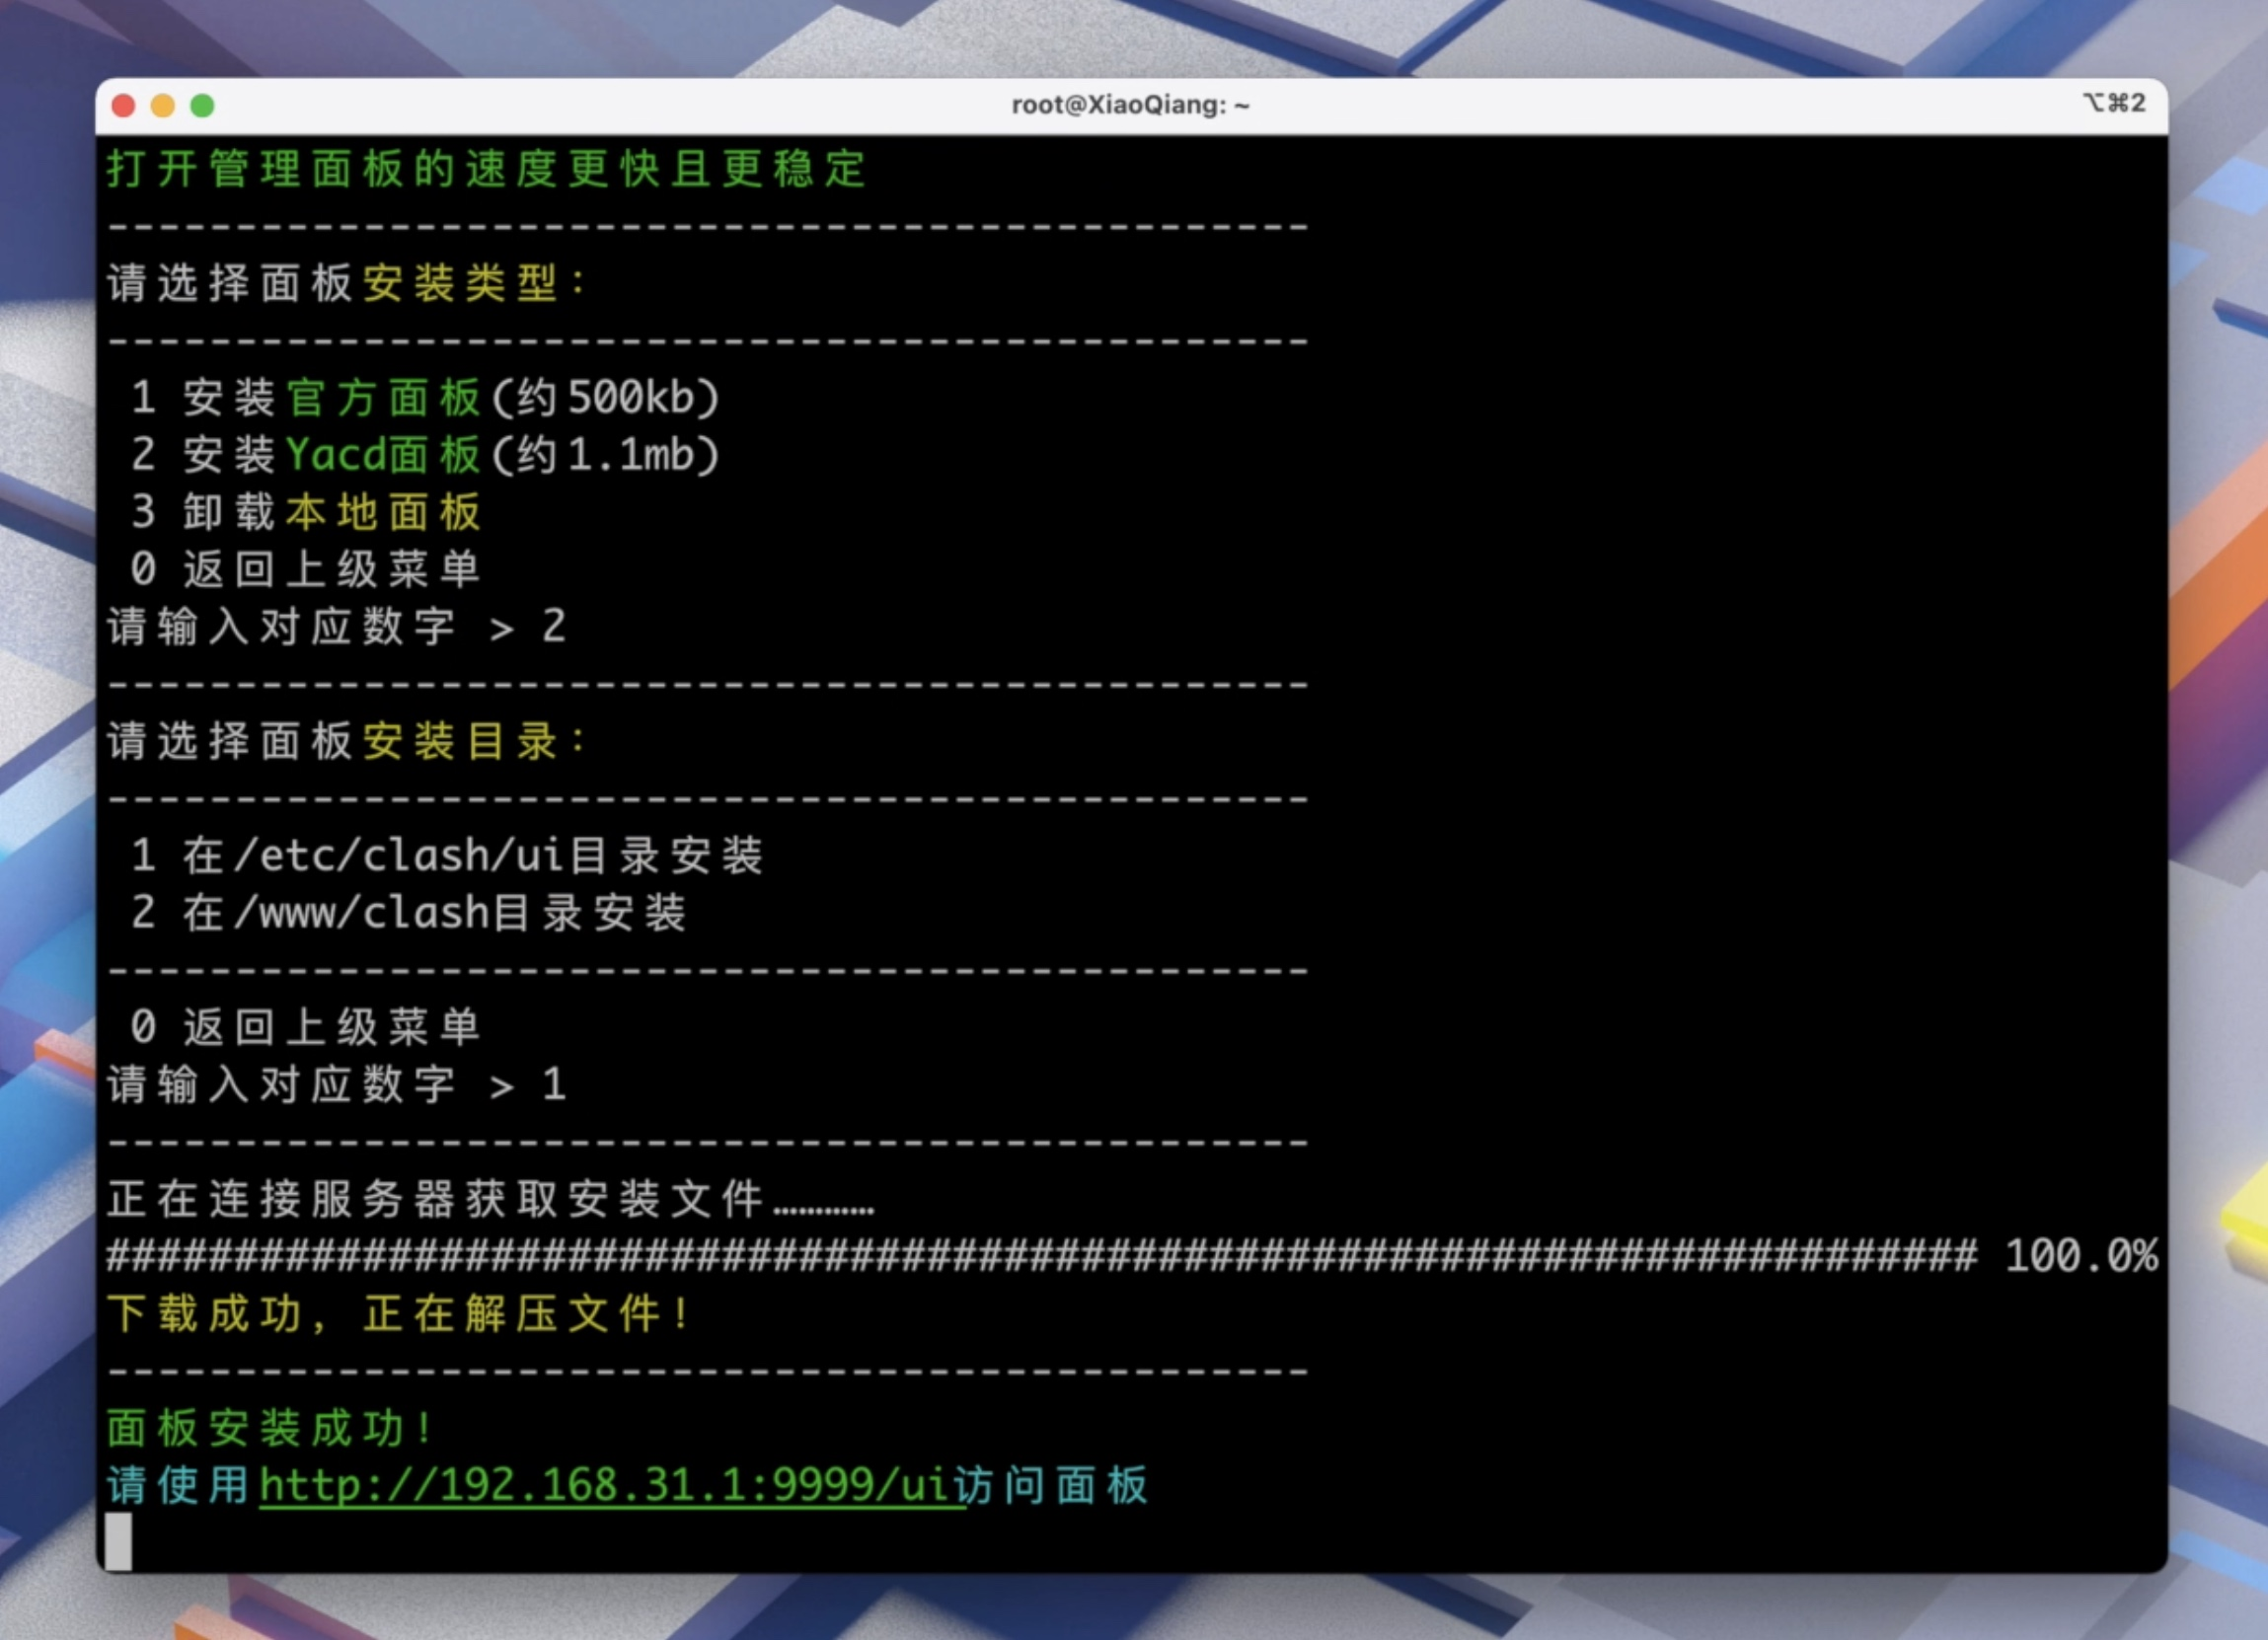 root@XiaoQiang: ~
⌥⌘2
打开管理面板的速度更快且更稳定
-----------------------------------------------
请选择面板安装类型：
-----------------------------------------------
1 安装官方面板(约500kb)
2 安装Yacd面板(约1.1mb)
3 卸载本地面板
0 返回上级菜单
请输入对应数字 > 2
-----------------------------------------------
请选择面板安装目录：
-----------------------------------------------
1 在/etc/clash/ui目录安装
2 在/www/clash目录安装
-----------------------------------------------
0 返回上级菜单
请输入对应数字 > 1
-----------------------------------------------
正在连接服务器获取安装文件…………
######################################################################### 100.0%
下载成功，正在解压文件！
-----------------------------------------------
面板安装成功！
请使用http://192.168.31.1:9999/ui访问面板